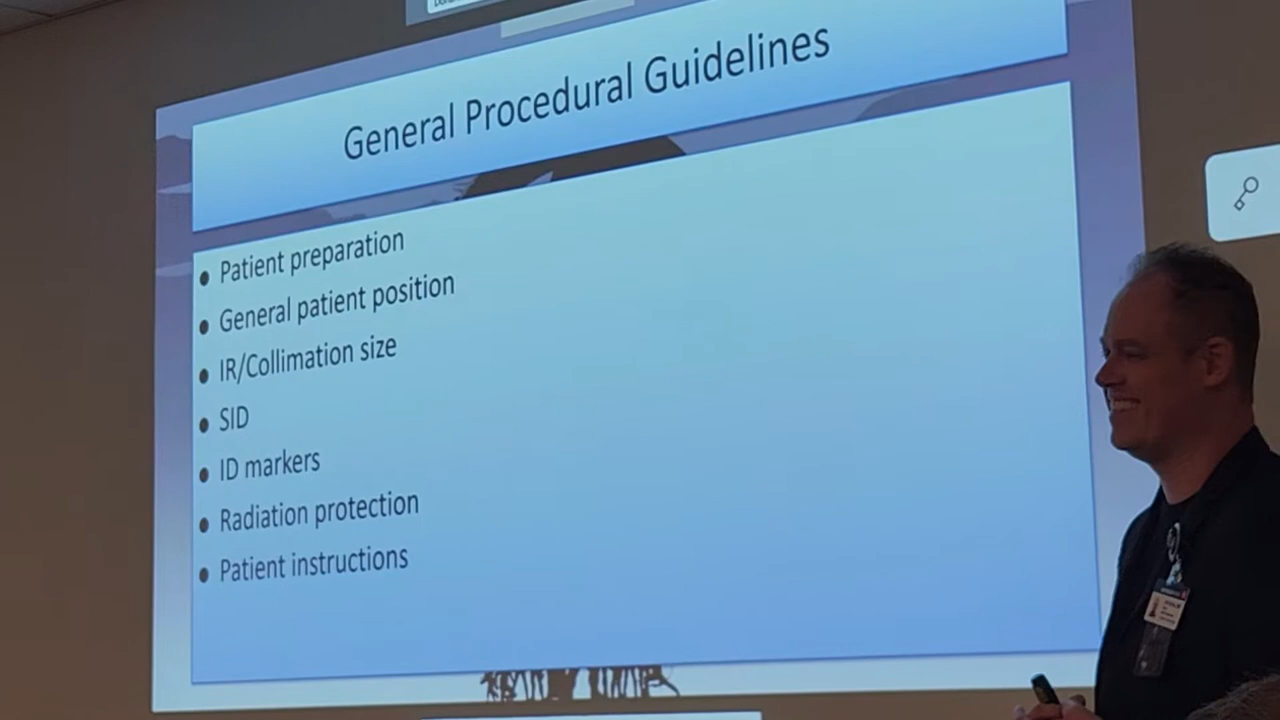 General Procedural Guidelines
Patient preparation
General patient position
IR/Collimation size
SID
ID markers
Radiation protection
Patient instructions